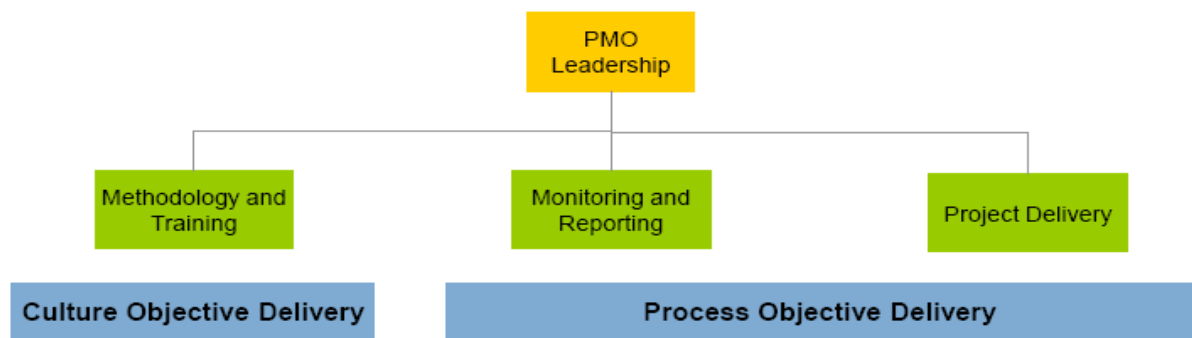 PMO
Leadership
Methodology and
Training
Monitoring and
Reporting
Project Delivery
Culture Objective Delivery
Process Objective Delivery